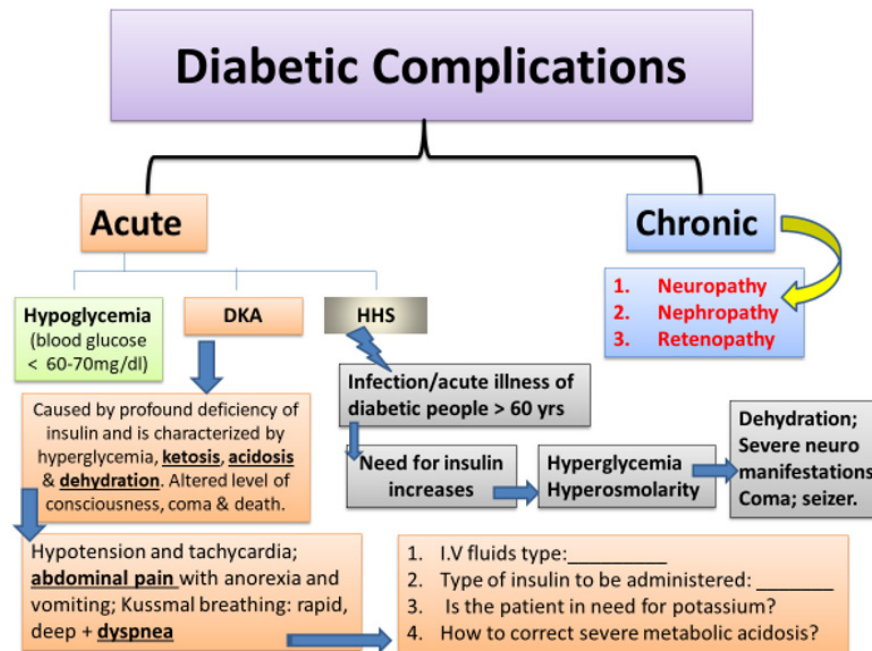 Diabetic Complications
Acute
Chronic
Hypoglycemia
(blood glucose
< 60-70mg/dl)
DKA
HHS
1. Neuropathy
2. Nephropathy
3. Retenopathy
Caused by profound deficiency of
insulin and is characterized by
hyperglycemia, ketosis, acidosis
& dehydration. Altered level of
consciousness, coma & death.
Infection/acute illness of
diabetic people > 60 yrs
Need for insulin
increases
Hyperglycemia
Hyperosmolarity
Dehydration;
Severe neuro
manifestations
Coma; seizer.
Hypotension and tachycardia;
abdominal pain with anorexia and
vomiting; Kussmal breathing: rapid,
deep + dyspnea
1. I.V fluids type:_________
2. Type of insulin to be administered: _______
3. Is the patient in need for potassium?
4. How to correct severe metabolic acidosis?